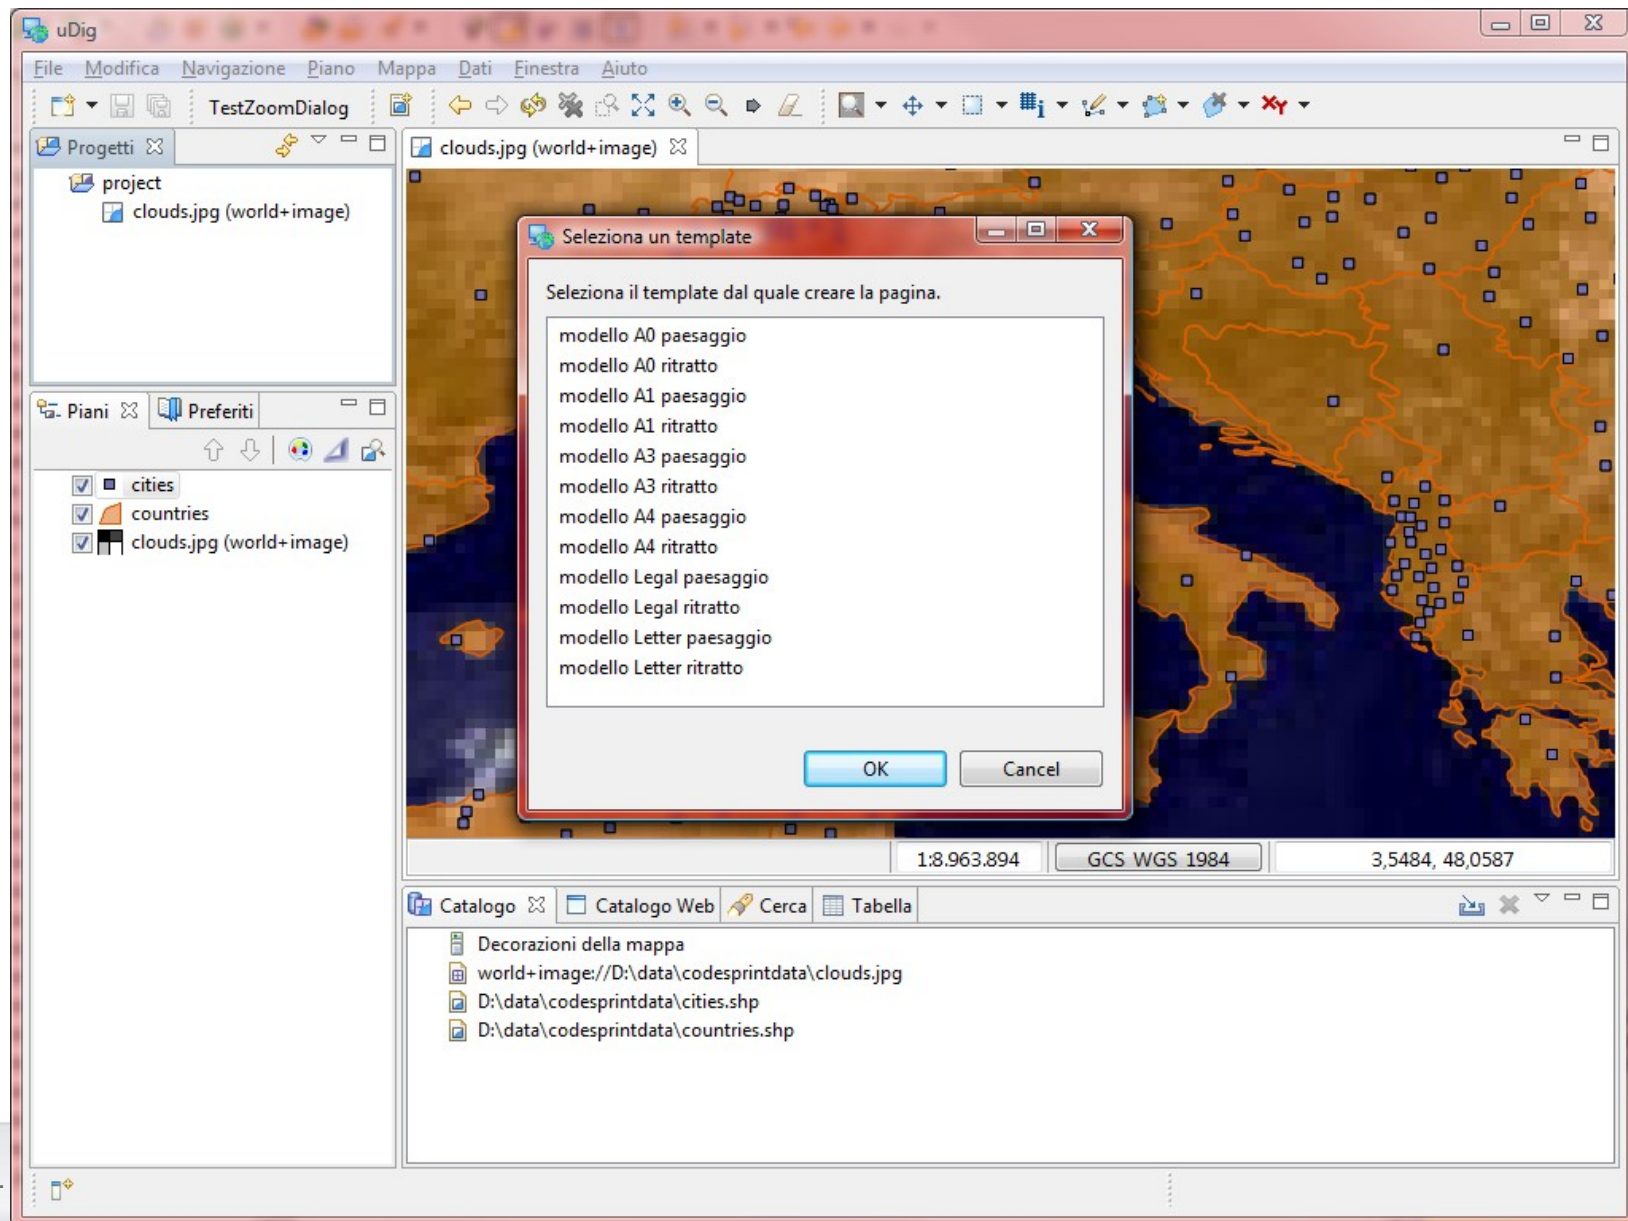 uDig
File Modifica Navigazione Piano Mappa Dati Finestra Aiuto
TestZoomDialog
Progetti
project
clouds.jpg (world+image)
clouds.jpg (world+image)
Seleziona un template
Seleziona il template dal quale creare la pagina.
modello A0 paesaggio
modello A0 ritratto
modello A1 paesaggio
modello A1 ritratto
modello A3 paesaggio
modello A3 ritratto
modello A4 paesaggio
modello A4 ritratto
modello Legal paesaggio
modello Legal ritratto
modello Letter paesaggio
modello Letter ritratto
OK Cancel
Piani Preferiti
cities
countries
clouds.jpg (world+image)
1:8.963.894 GCS WGS 1984 3,5484, 48,0587
Catalogo Catalogo Web Cerca Tabella
Decorazioni della mappa
world+image://D:\data\codesprintdata\clouds.jpg
D:\data\codesprintdata\cities.shp
D:\data\codesprintdata\countries.shp